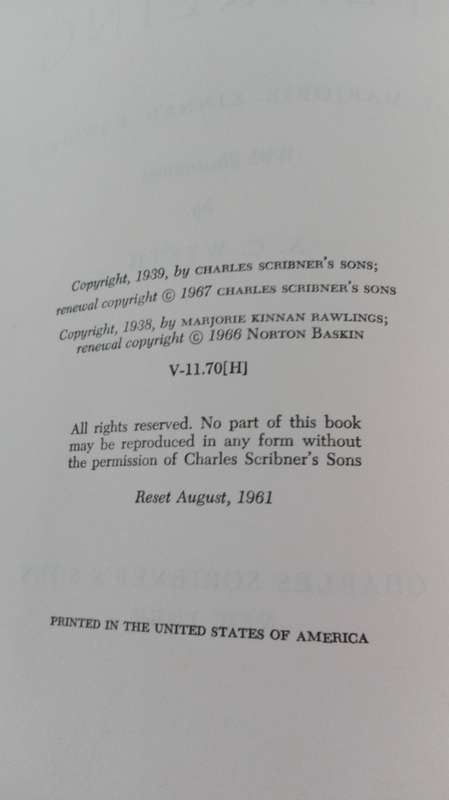 Copyright, 1939, by CHARLES SCRIBNER'S SONS;
renewal copyright © 1967 CHARLES SCRIBNER'S SONS
Copyright, 1938, by MARJORIE KINNAN RAWLINGS;
renewal copyright © 1966 NORTON BASKIN
V-11.70[H]
All rights reserved. No part of this book
may be reproduced in any form without
the permission of Charles Scribner's Sons
Reset August, 1961
PRINTED IN THE UNITED STATES OF AMERICA